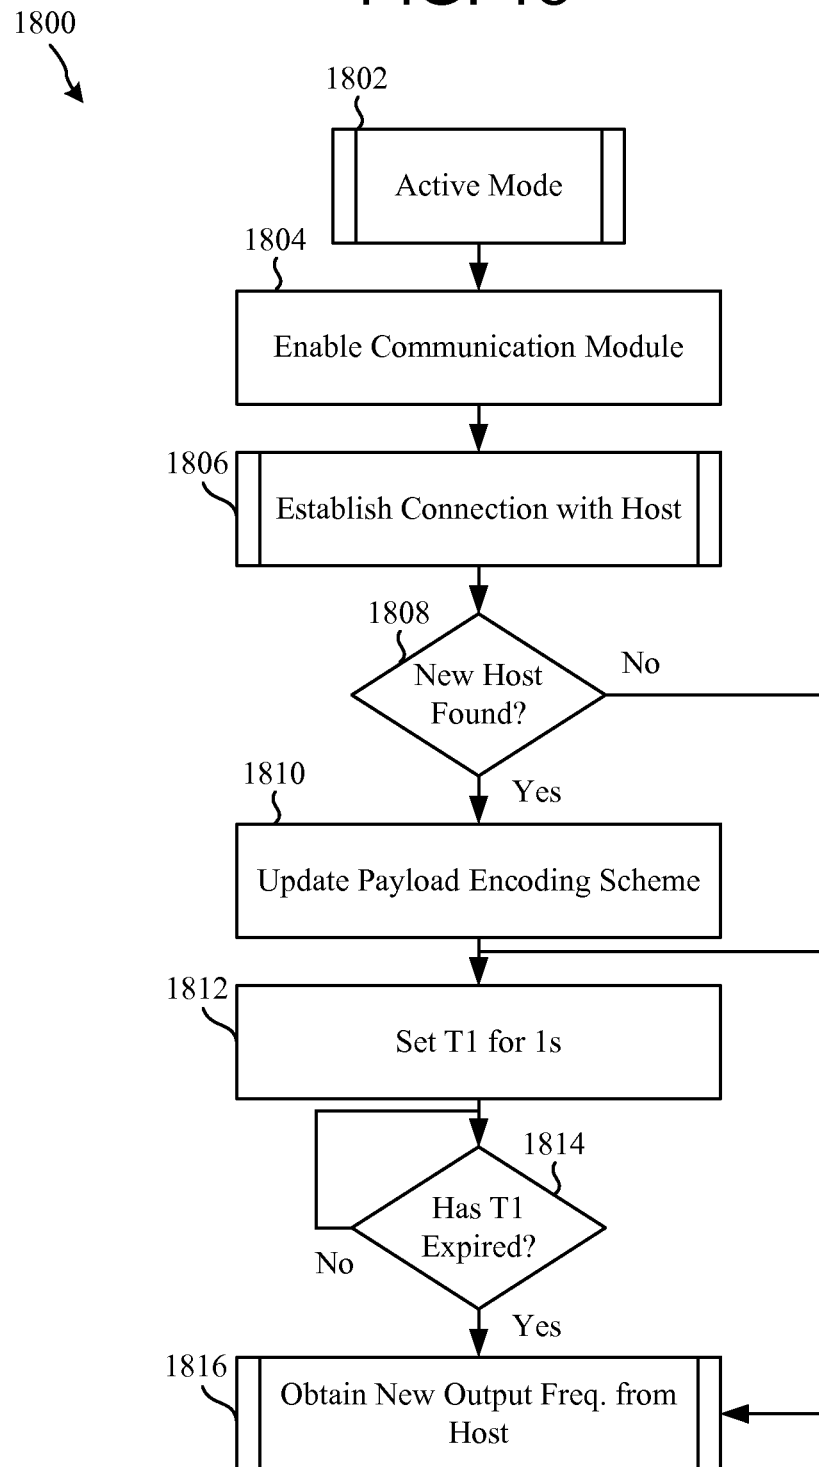 1800
1802
Active Mode
1804
Enable Communication Module
1806
Establish Connection with Host
1808
New Host
Found?
No
Yes
1810
Update Payload Encoding Scheme
1812
Set T1 for 1s
1814
Has T1
Expired?
No
Yes
1816
Obtain New Output Freq. from
Host